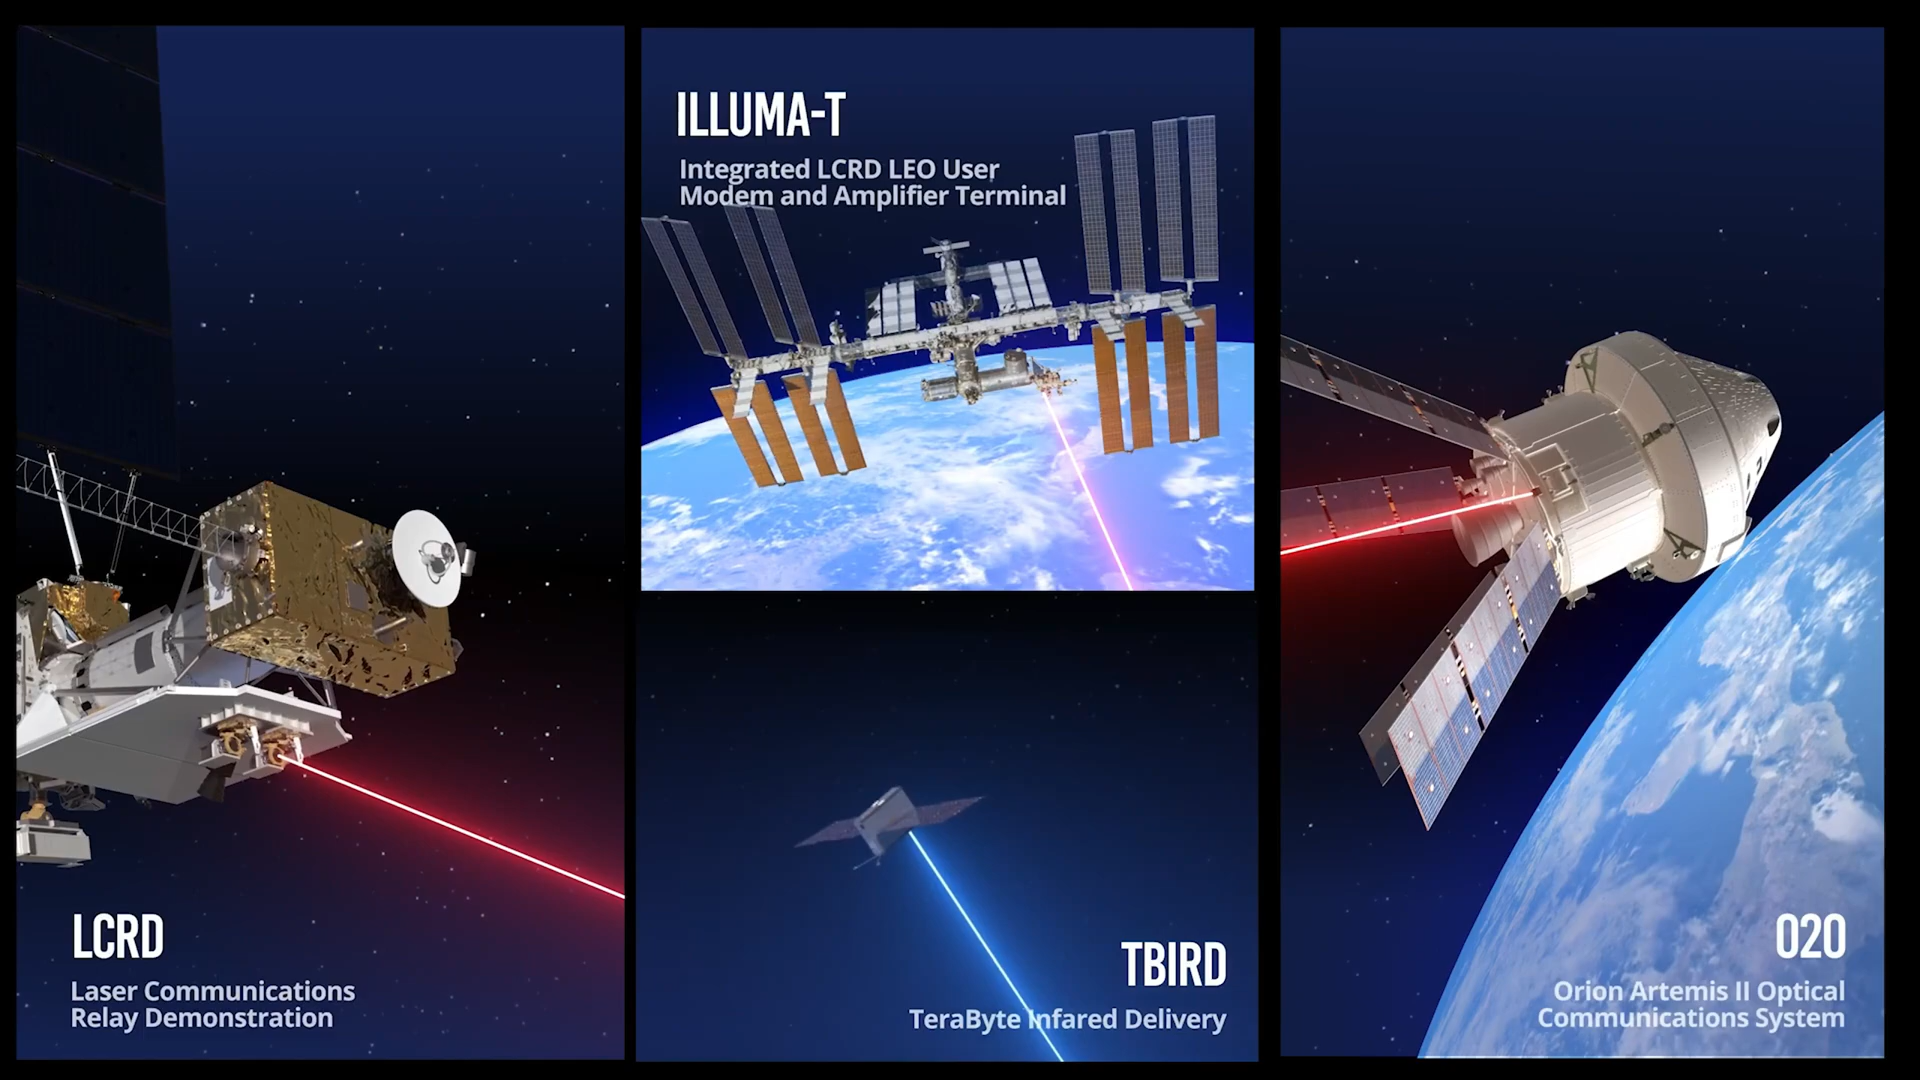 LCRD
Laser Communications
Relay Demonstration
ILLUMA-T
Integrated LCRD LEO User
Modem and Amplifier Terminal
TBIRD
TeraByte Infared Delivery
O2O
Orion Artemis II Optical
Communications System